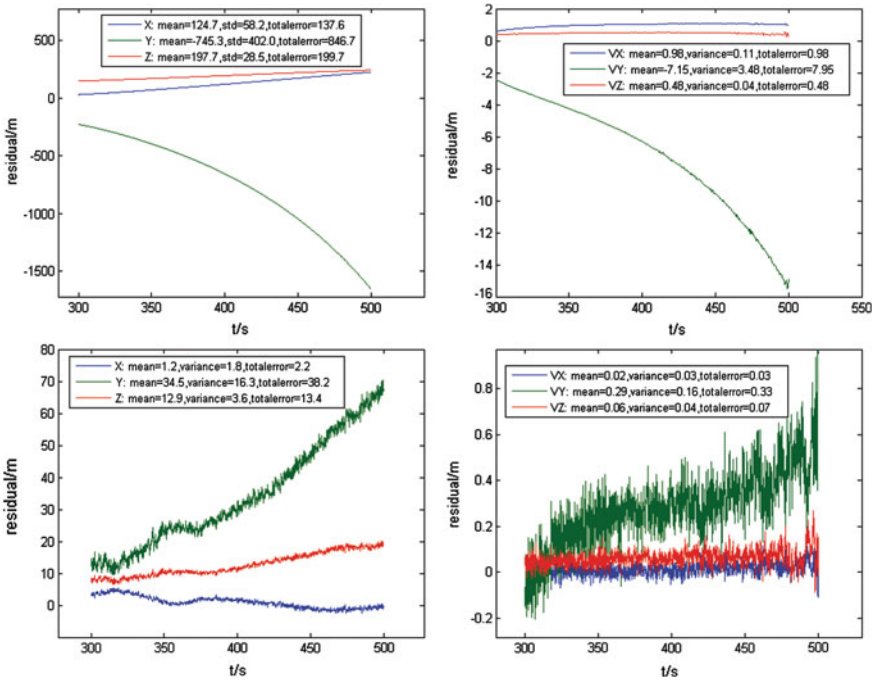 500
0
-500
-1000
-1500
residual/m
X: mean=124.7,std=58.2,totalerror=137.6
Y: mean=-745.3,std=402.0,totalerror=846.7
Z: mean=197.7,std=28.5,totalerror=199.7
300
400
500
t/s
2
0
-2
-4
-6
-8
-10
-12
-14
-16
residual/m
VX: mean=0.98,variance=0.11,totalerror=0.98
VY: mean=-7.15,variance=3.48,totalerror=7.95
VZ: mean=0.48,variance=0.04,totalerror=0.48
300
350
400
450
500
550
t/s
80
70
60
50
40
30
20
10
0
residual/m
X: mean=1.2,variance=1.8,totalerror=2.2
Y: mean=34.5,variance=16.3,totalerror=38.2
Z: mean=12.9,variance=3.6,totalerror=13.4
300
350
400
450
500
t/s
0.8
0.6
0.4
0.2
0
-0.2
residual/m
VX: mean=0.02,variance=0.03,totalerror=0.03
VY: mean=0.29,variance=0.16,totalerror=0.33
VZ: mean=0.06,variance=0.04,totalerror=0.07
300
350
400
450
500
t/s